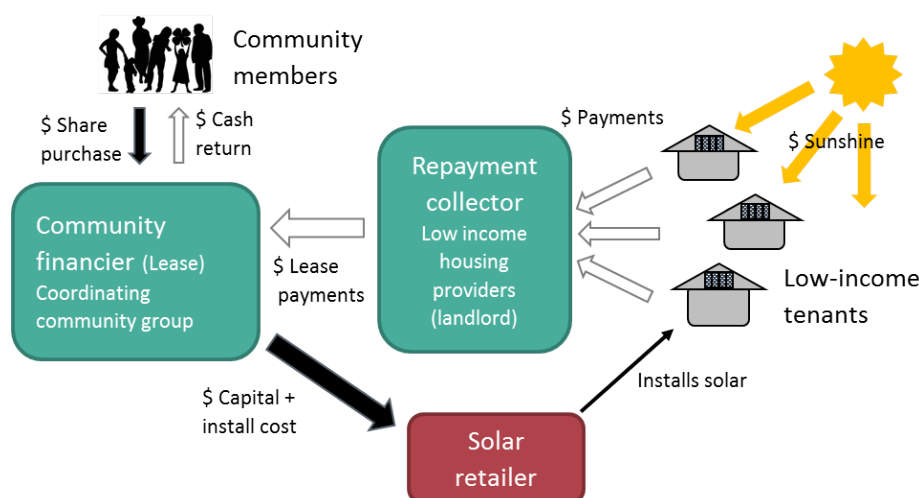 Community
members
$ Share
purchase
$ Cash
return
$ Payments
$ Sunshine
Repayment
collector
Low income
housing
providers
(landlord)
Community
financier (Lease)
Coordinating
community group
$ Lease
payments
Low-income
tenants
Installs solar
$ Capital +
install cost
Solar
retailer